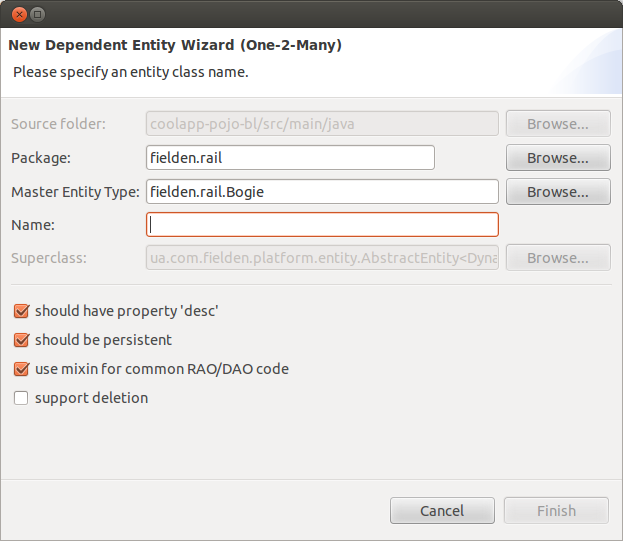 New Dependent Entity Wizard (One-2-Many)
Please specify an entity class name.
Source folder: coolapp-pojo-bl/src/main/java Browse...
Package: fielden.rail Browse...
Master Entity Type: fielden.rail.Bogie Browse...
Name:
Superclass: ua.com.fielden.platform.entity.AbstractEntity<Dyna Browse...
should have property 'desc'
should be persistent
use mixin for common RAO/DAO code
support deletion
Cancel Finish